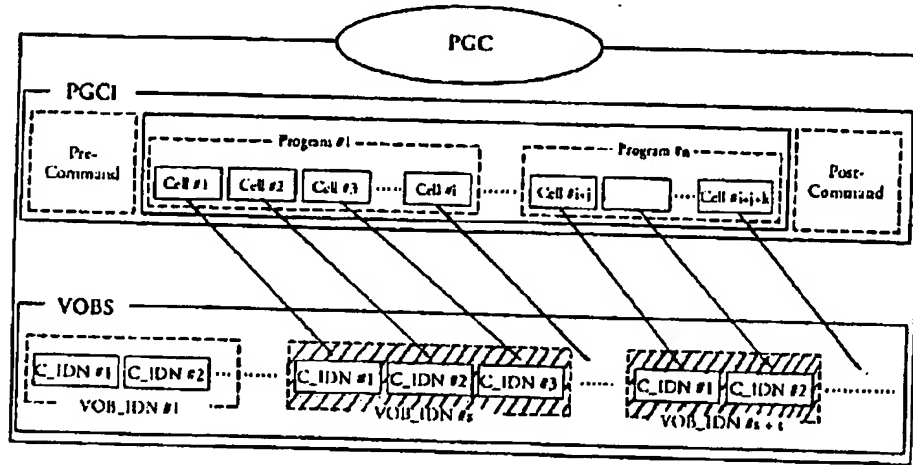 PGC
PGCI
Pre-
Command
Program #1
Cell #1
Cell #2
Cell #3
Cell #i
Program #n
Cell #i+j
Cell #i+j+k
Post-
Command
VOBS
C_IDN #1
C_IDN #2
VOB_IDN #1
C_IDN #1
C_IDN #2
C_IDN #3
VOB_IDN #s
C_IDN #1
C_IDN #2
VOB_IDN #s + t